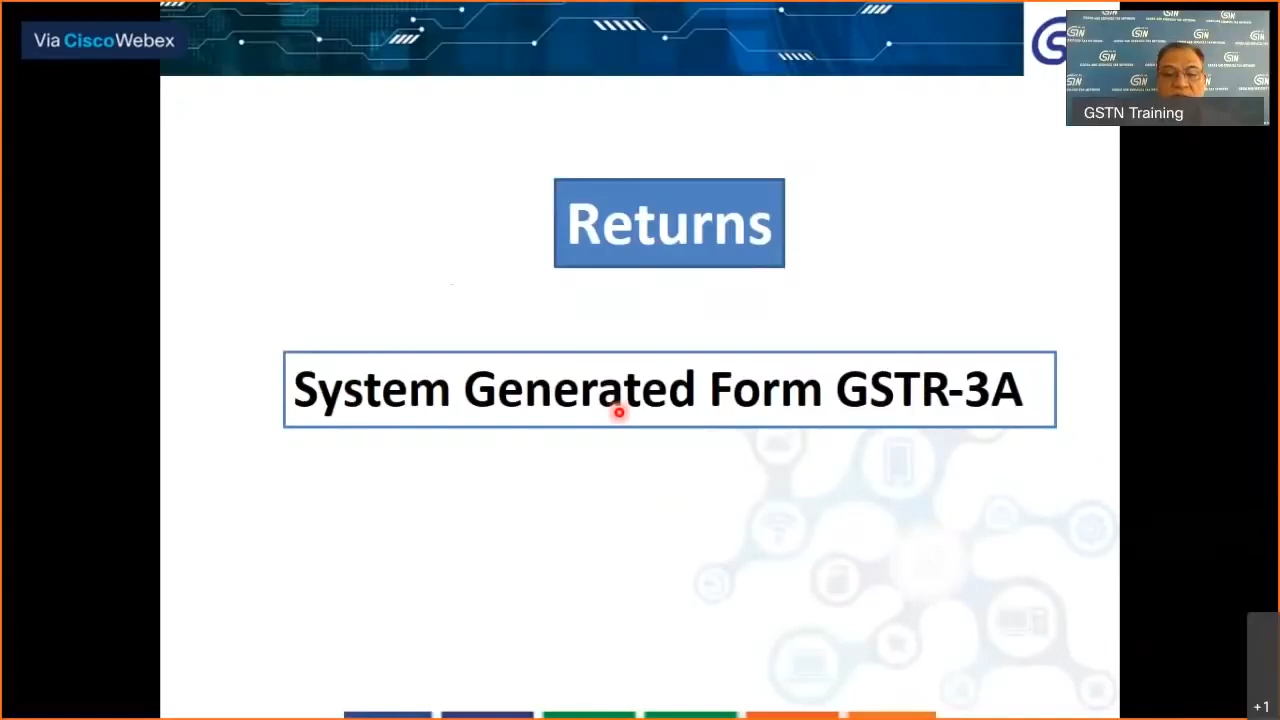 Via CiscoWebex
GSTN Training
Returns
System Generated Form GSTR-3A
+1